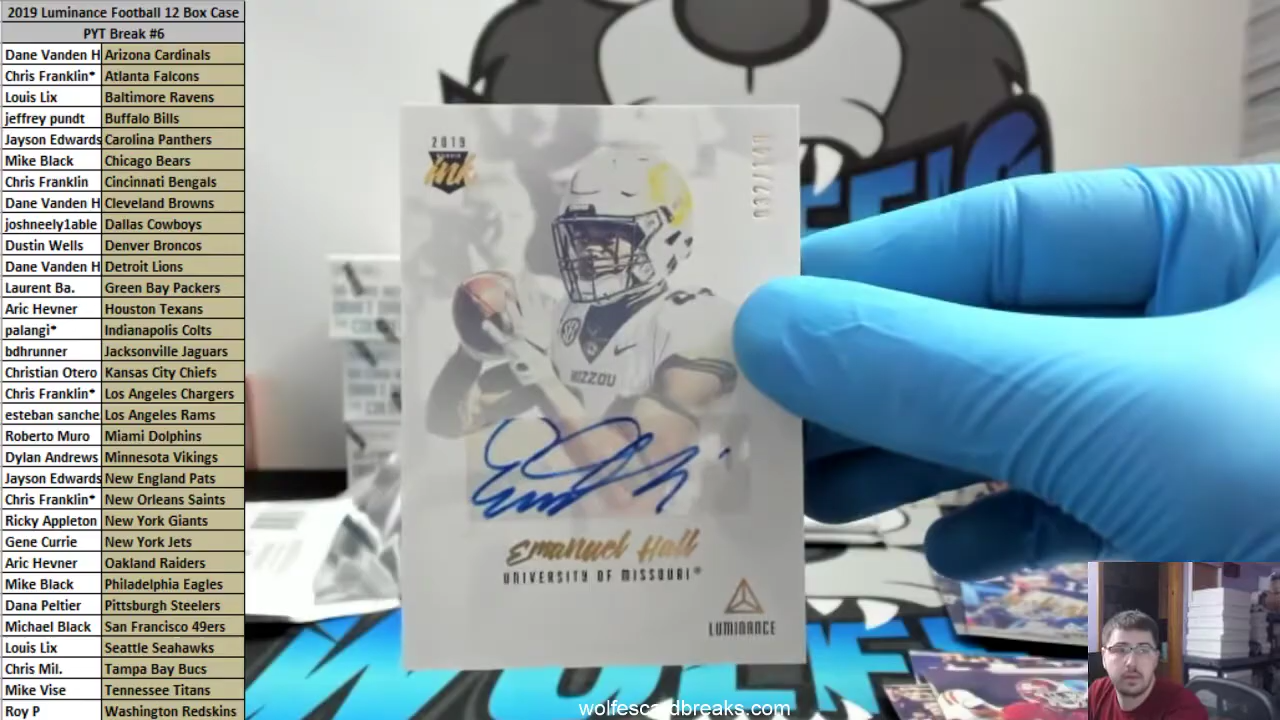 2019 Luminance Football 12 Box Case
PYT Break #6
Dane Vanden H Arizona Cardinals
Chris Franklin* Atlanta Falcons
Louis Lix Baltimore Ravens
jeffrey pundt Buffalo Bills
Jayson Edwards Carolina Panthers
Mike Black Chicago Bears
Chris Franklin Cincinnati Bengals
Dane Vanden H Cleveland Browns
joshneely1able Dallas Cowboys
Dustin Wells Denver Broncos
Dane Vanden H Detroit Lions
Laurent Ba. Green Bay Packers
Aric Hevner Houston Texans
palangi* Indianapolis Colts
bdhrunner Jacksonville Jaguars
Christian Otero Kansas City Chiefs
Chris Franklin* Los Angeles Chargers
esteban sanche Los Angeles Rams
Roberto Muro Miami Dolphins
Dylan Andrews Minnesota Vikings
Jayson Edwards New England Pats
Chris Franklin* New Orleans Saints
Ricky Appleton New York Giants
Gene Currie New York Jets
Aric Hevner Oakland Raiders
Mike Black Philadelphia Eagles
Dana Peltier Pittsburgh Steelers
Michael Black San Francisco 49ers
Louis Lix Seattle Seahawks
Chris Mil. Tampa Bay Bucs
Mike Vise Tennessee Titans
Roy P Washington Redskins
2019
Ink
032/140
MIZZOU
Emanuel Hall
UNIVERSITY OF MISSOURI®
LUMINANCE
wolfescardbreaks.com